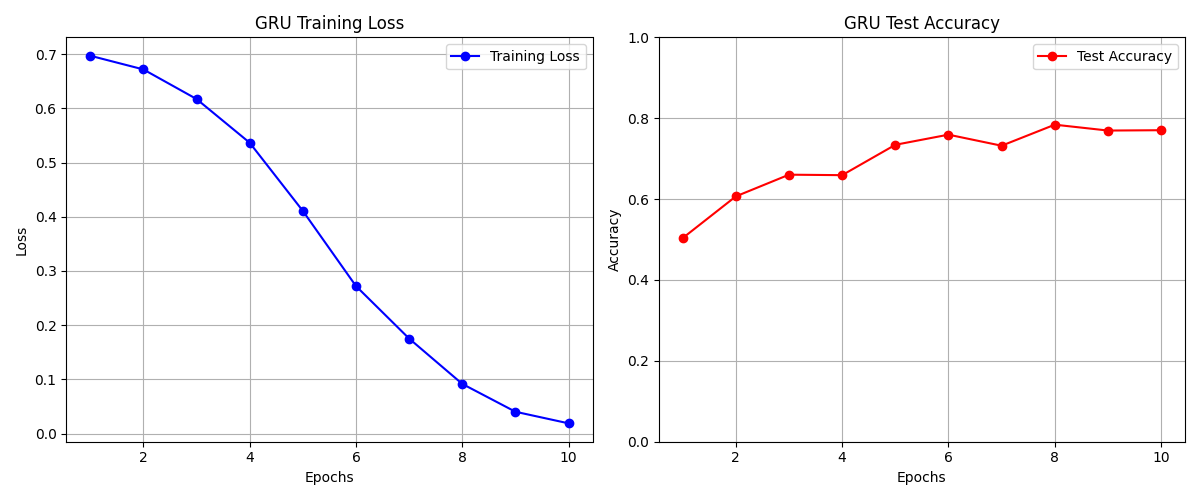 GRU Training Loss
Training Loss
0.7
0.6
0.5
0.4
0.3
0.2
0.1
0.0
Loss
2 4 6 8 10
Epochs
GRU Test Accuracy
Test Accuracy
1.0
0.8
0.6
0.4
0.2
0.0
Accuracy
2 4 6 8 10
Epochs